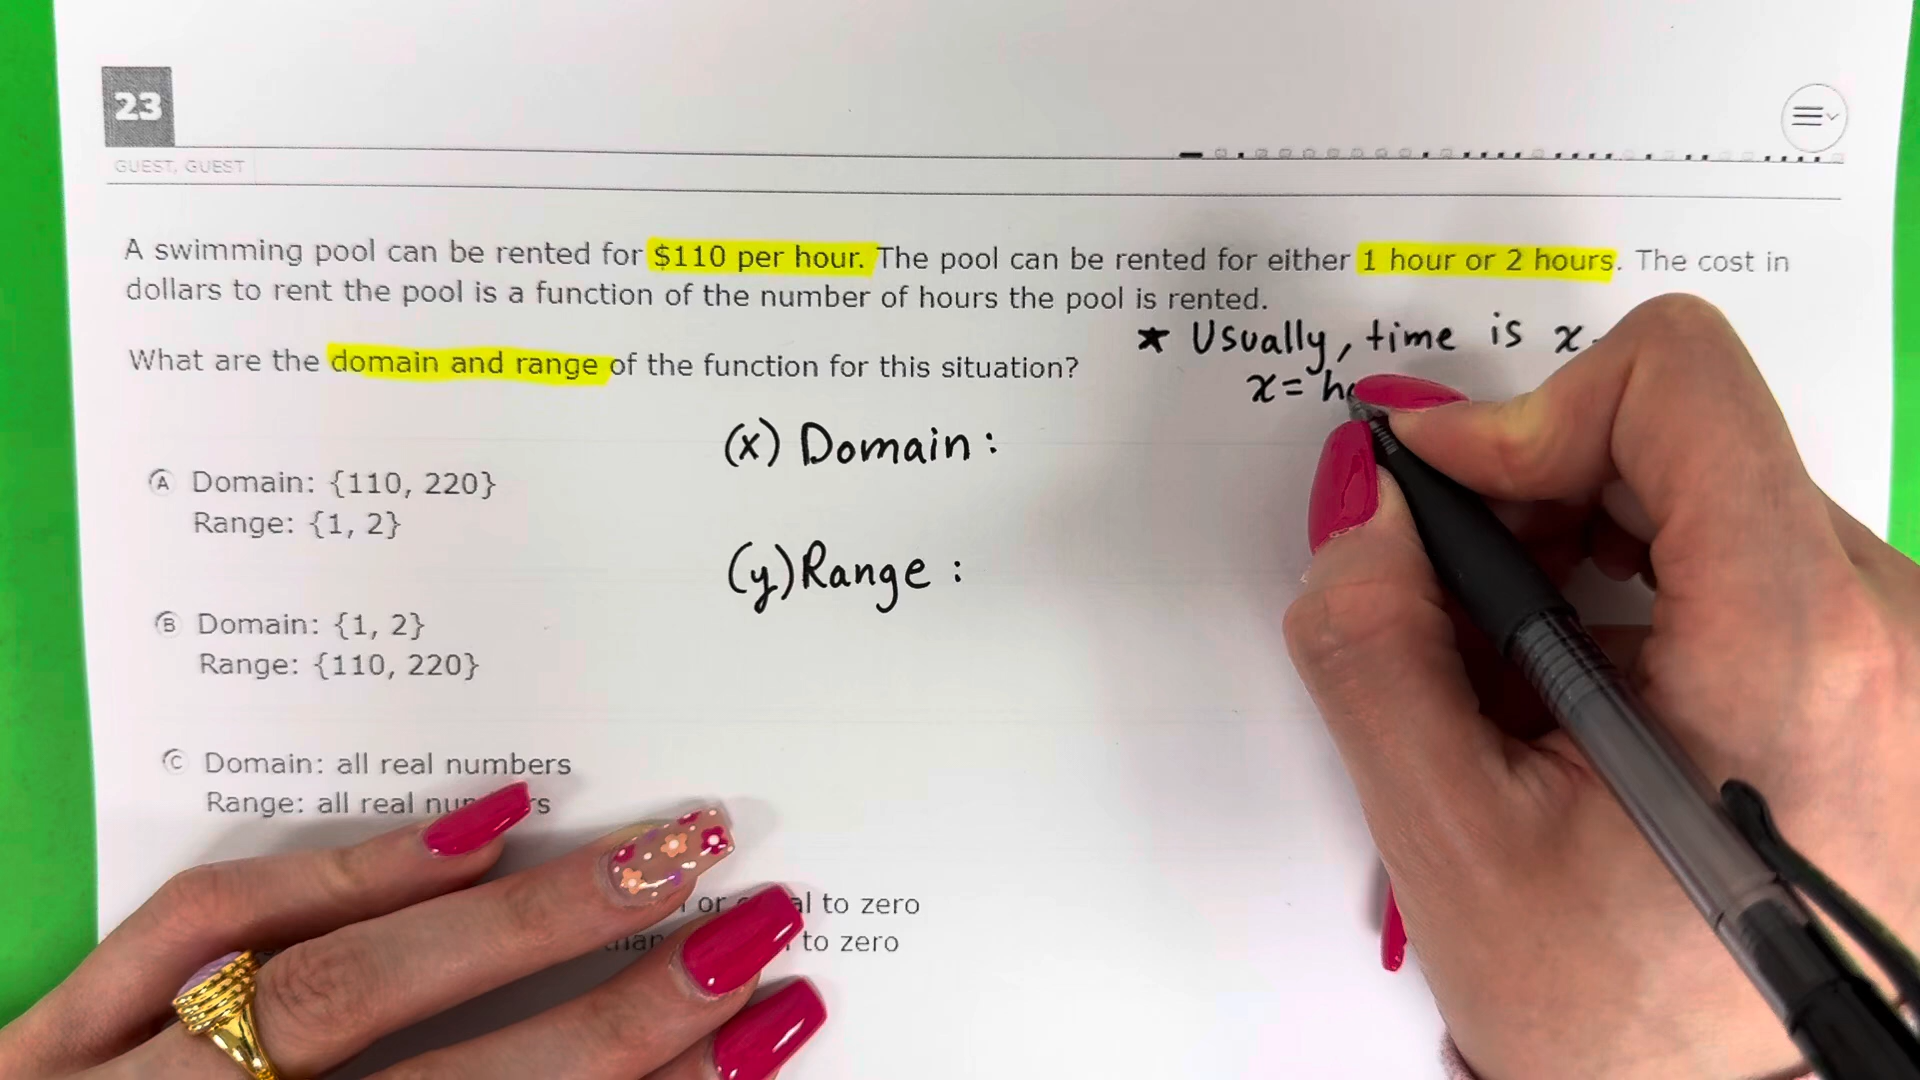 23
GUEST, GUEST
A swimming pool can be rented for $110 per hour. The pool can be rented for either 1 hour or 2 hours. The cost in
dollars to rent the pool is a function of the number of hours the pool is rented.
★ Usually, time is x
What are the domain and range of the function for this situation?
x =
(x) Domain:
A Domain: {110, 220}
Range: {1, 2}
(y) Range:
B Domain: {1, 2}
Range: {110, 220}
C Domain: all real numbers
Range: all real
or to zero
to zero